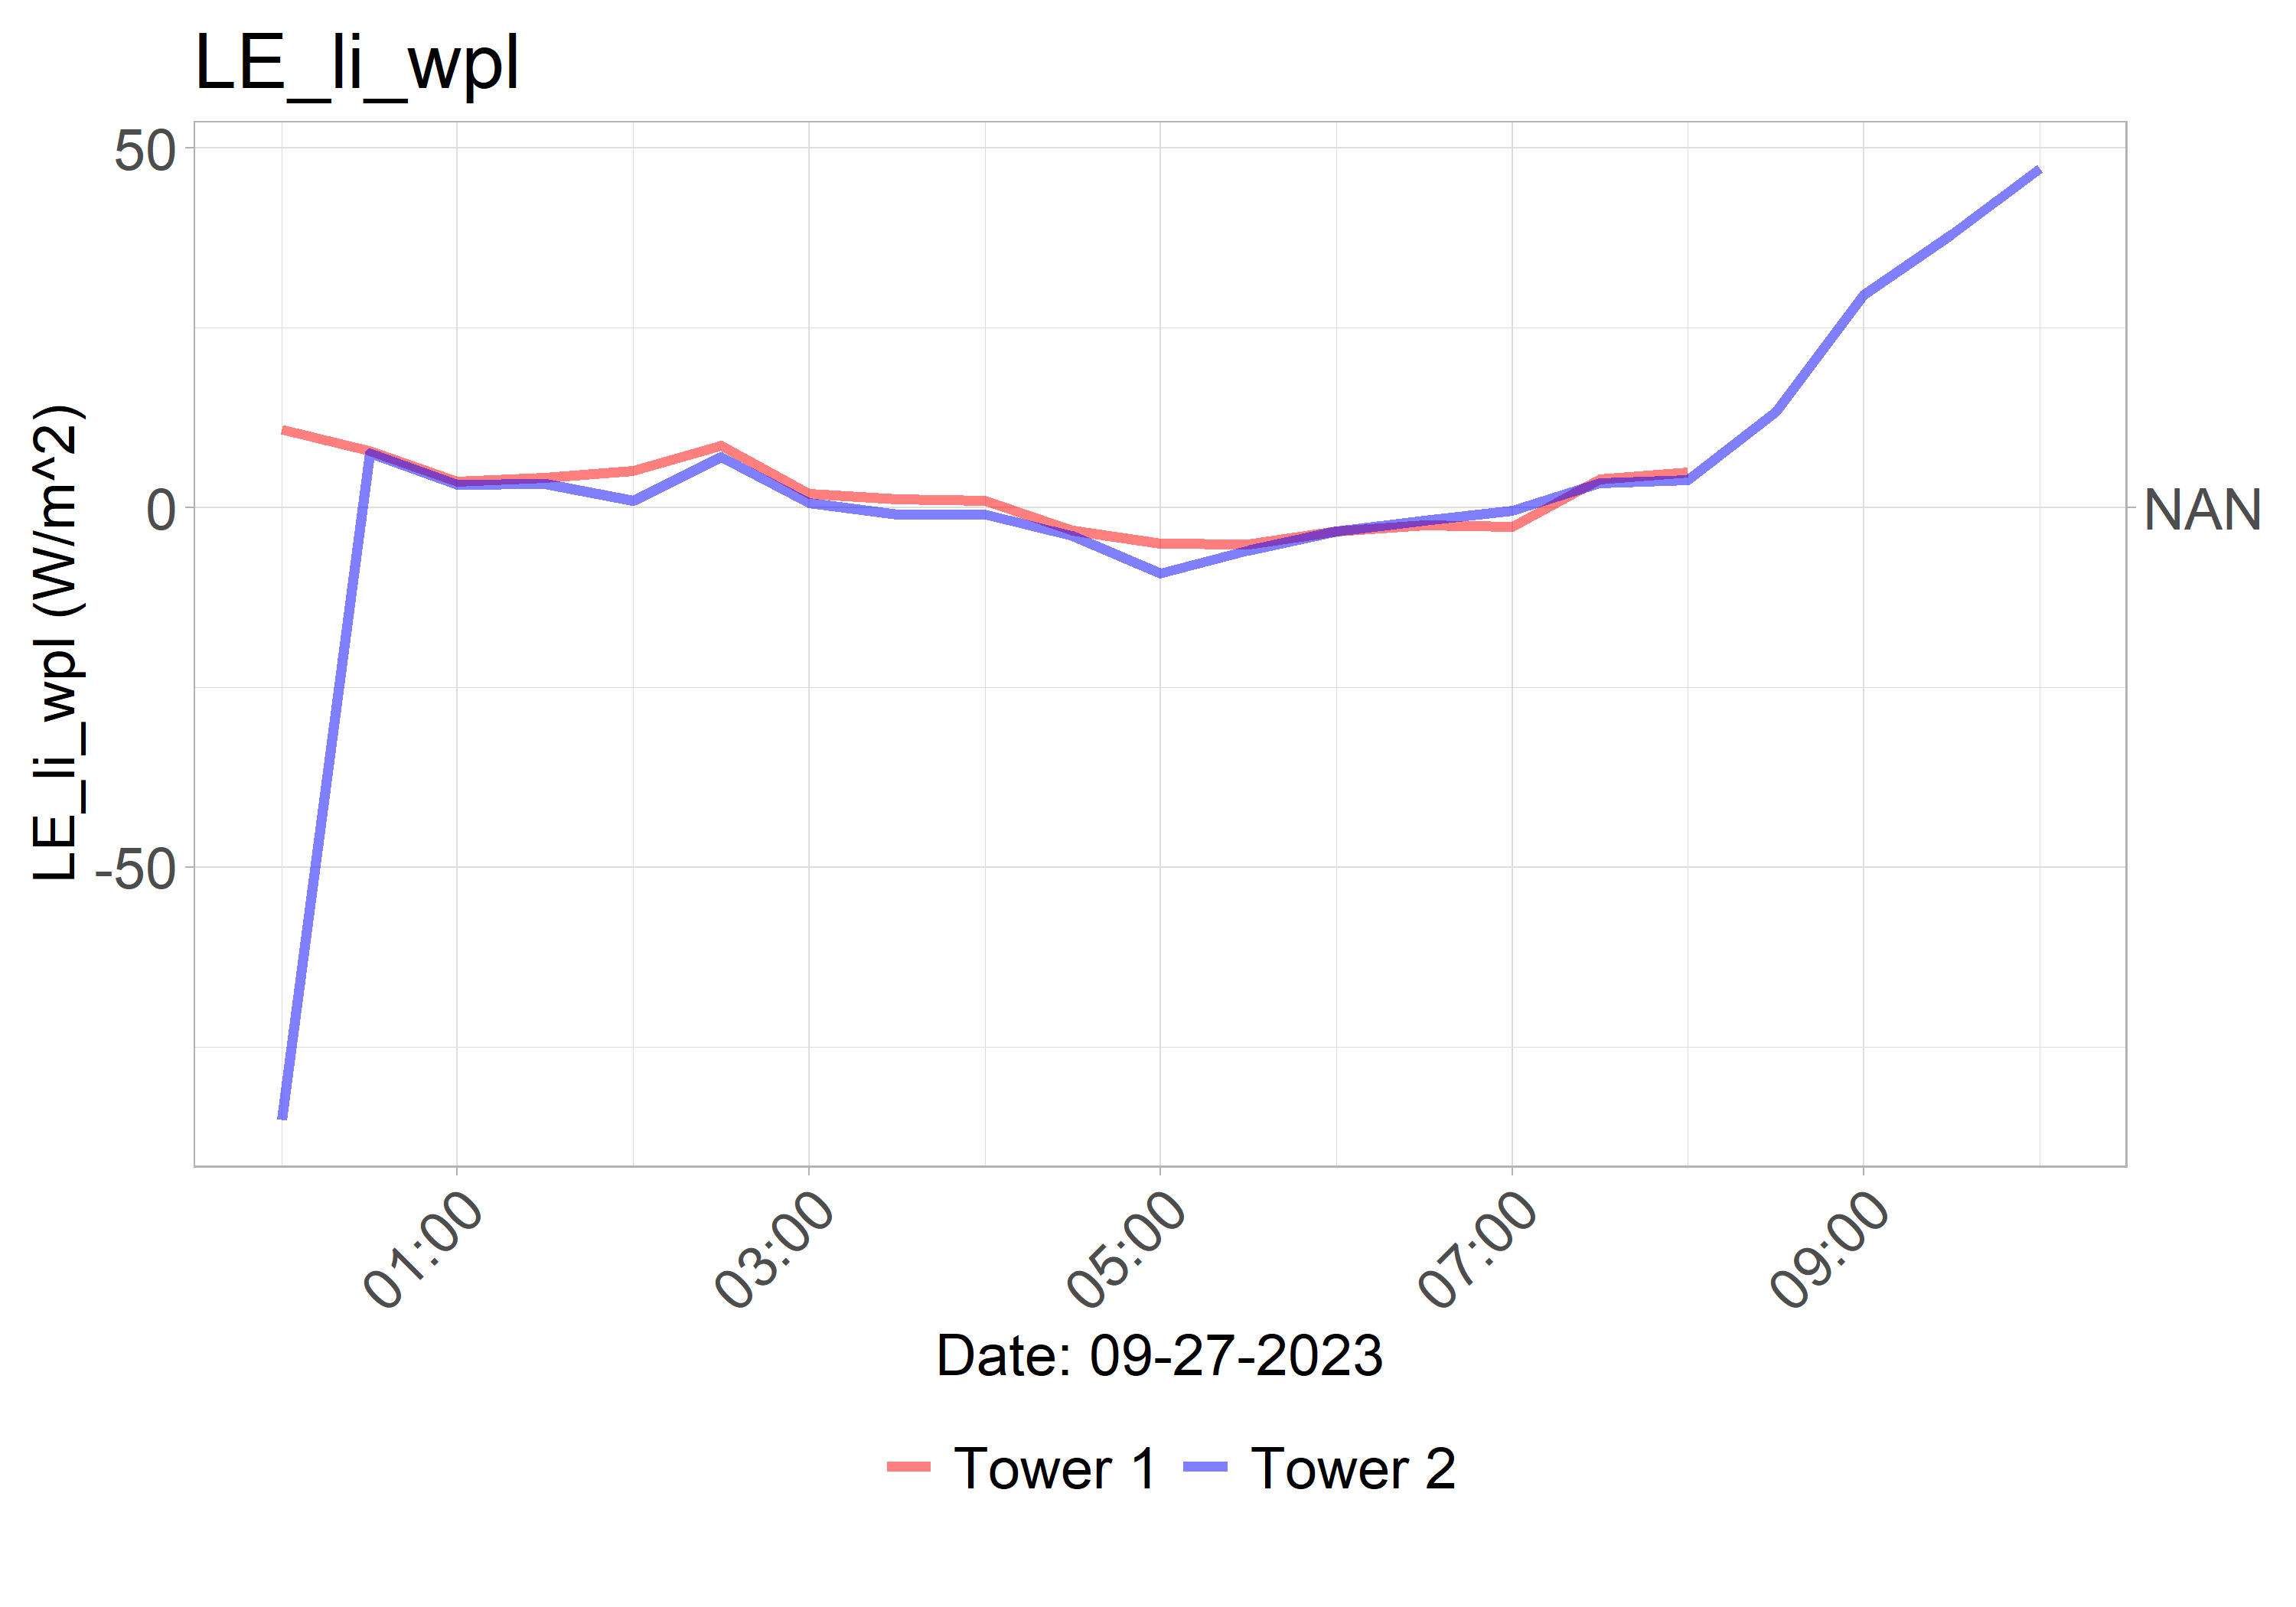 LE_li_wpl
LE_li_wpl (W/m^2)
50
0
-50
NAN
01:00
03:00
05:00
07:00
09:00
Date: 09-27-2023
Tower 1
Tower 2